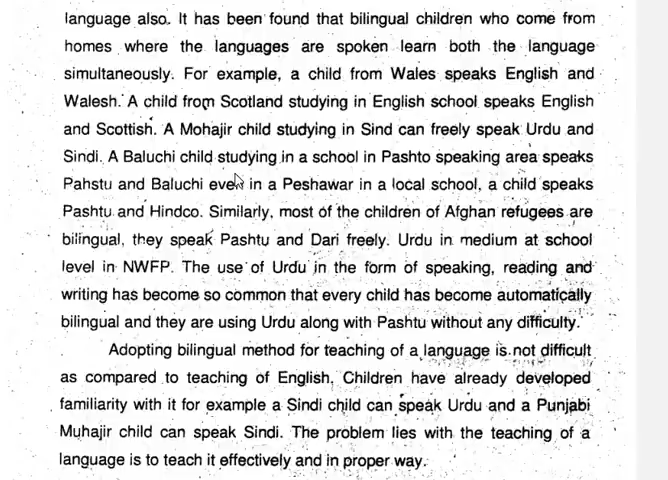 language also. It has been found that bilingual children who come from
homes where the languages are spoken learn both the language
simultaneously. For example, a child from Wales speaks English and
Walesh. A child from Scotland studying in English school speaks English
and Scottish. A Mohajir child studying in Sind can freely speak Urdu and
Sindi. A Baluchi child studying in a school in Pashto speaking area speaks
Pahstu and Baluchi even in a Peshawar in a local school, a child speaks
Pashtu and Hindco. Similarly, most of the children of Afghan refugees are
bilingual, they speak Pashtu and Dari freely. Urdu in medium at school
level in NWFP. The use of Urdu in the form of speaking, reading and
writing has become so common that every child has become automatically
bilingual and they are using Urdu along with Pashtu without any difficulty.
Adopting bilingual method for teaching of a language is not difficult
as compared to teaching of English, Children have already developed
familiarity with it for example a Sindi child can speak Urdu and a Punjabi
Muhajir child can speak Sindi. The problem lies with the teaching of a
language is to teach it effectively and in proper way.